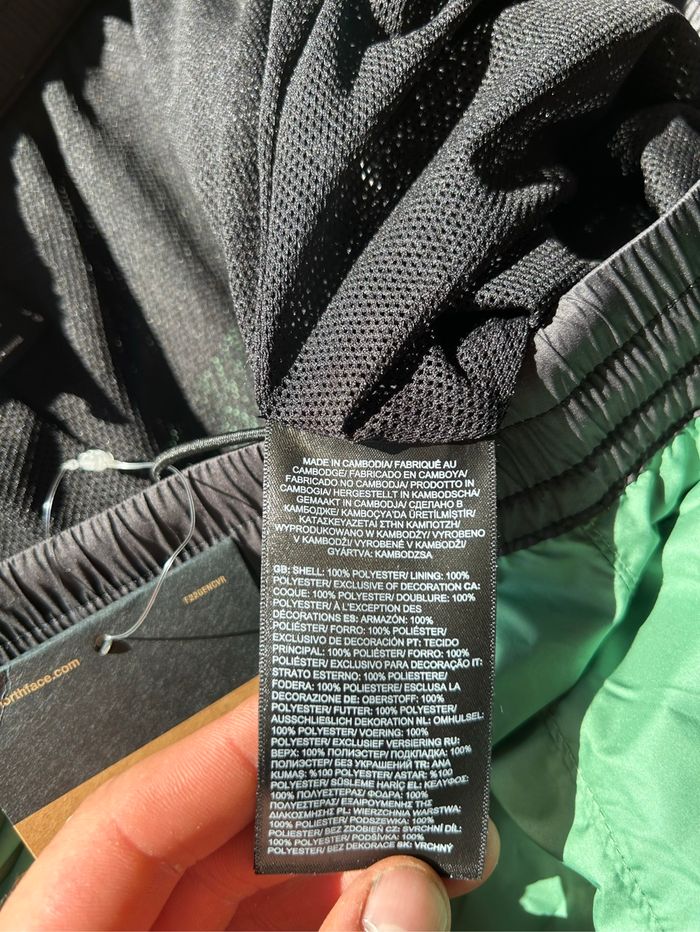 MADE IN CAMBODIA/ FABRIQUÉ AU
CAMBODGE/ FABRICADO EN CAMBOYA/
FABRICADO NO CAMBODJA/ PRODOTTO IN
CAMBOGIA/ HERGESTELLT IN KAMBODSCHA/
GEMAAKT IN CAMBODJA/ СДЕЛАНО В
КАМБОДЖЕ/ KAMBOÇYA'DA ÜRETİLMİŞTİR/
ΚΑΤΑΣΚΕΥΑΖΕΤΑΙ ΣΤΗΝ ΚΑΜΠΟΤΖΗ/
WYPRODUKOWANO W KAMBODŻY/ VYROBENO
V KAMBODŽI/ VYROBENÉ V KAMBODŽI/
GYÁRTVA: KAMBODZSA
GB: SHELL: 100% POLYESTER/ LINING: 100%
POLYESTER/ EXCLUSIVE OF DECORATION CA:
COQUE: 100% POLYESTER/ DOUBLURE: 100%
POLYESTER/ À L'EXCEPTION DES
DÉCORATIONS ES: ARMAZÓN: 100%
POLIÉSTER/ FORRO: 100% POLIÉSTER/
EXCLUSIVO DE DECORACIÓN PT: TECIDO
PRINCIPAL: 100% POLIÉSTER/ FORRO: 100%
POLIÉSTER/ EXCLUSIVO PARA DECORAÇÃO IT:
STRATO ESTERNO: 100% POLIESTERE/
FODERA: 100% POLIESTERE/ ESCLUSA LA
DECORAZIONE DE: OBERSTOFF: 100%
POLYESTER/ FUTTER: 100% POLYESTER/
AUSSCHLIEßLICH DEKORATION NL: OMHULSEL:
100% POLYESTER/ VOERING: 100%
POLYESTER/ EXCLUSIEF VERSIERING RU:
ВЕРХ: 100% ПОЛИЭСТЕР/ ПОДКЛАДКА: 100%
ПОЛИЭСТЕР/ БЕЗ УКРАШЕНИЙ TR: ANA
KUMAŞ: %100 POLYESTER/ ASTAR: %100
POLYESTER/ SÜSLEME HARİÇ EL: ΚΕΛΥΦΟΣ:
100% ΠΟΛΥΕΣΤΕΡΑΣ/ ΦΟΔΡΑ: 100%
ΠΟΛΥΕΣΤΕΡΑΣ/ ΕΞΑΙΡΟΥΜΕΝΗΣ ΤΗΣ
ΔΙΑΚΟΣΜΗΣΗΣ PL: WIERZCHNIA WARSTWA:
100% POLIESTER/ PODSZEWKA: 100%
POLIESTER/ BEZ ZDOBIEŃ CZ: SVRCHNÍ DÍL:
100% POLYESTER/ PODŠÍVKA: 100%
POLYESTER/ BEZ DEKORACE SK: VRCHNÝ
northface.com